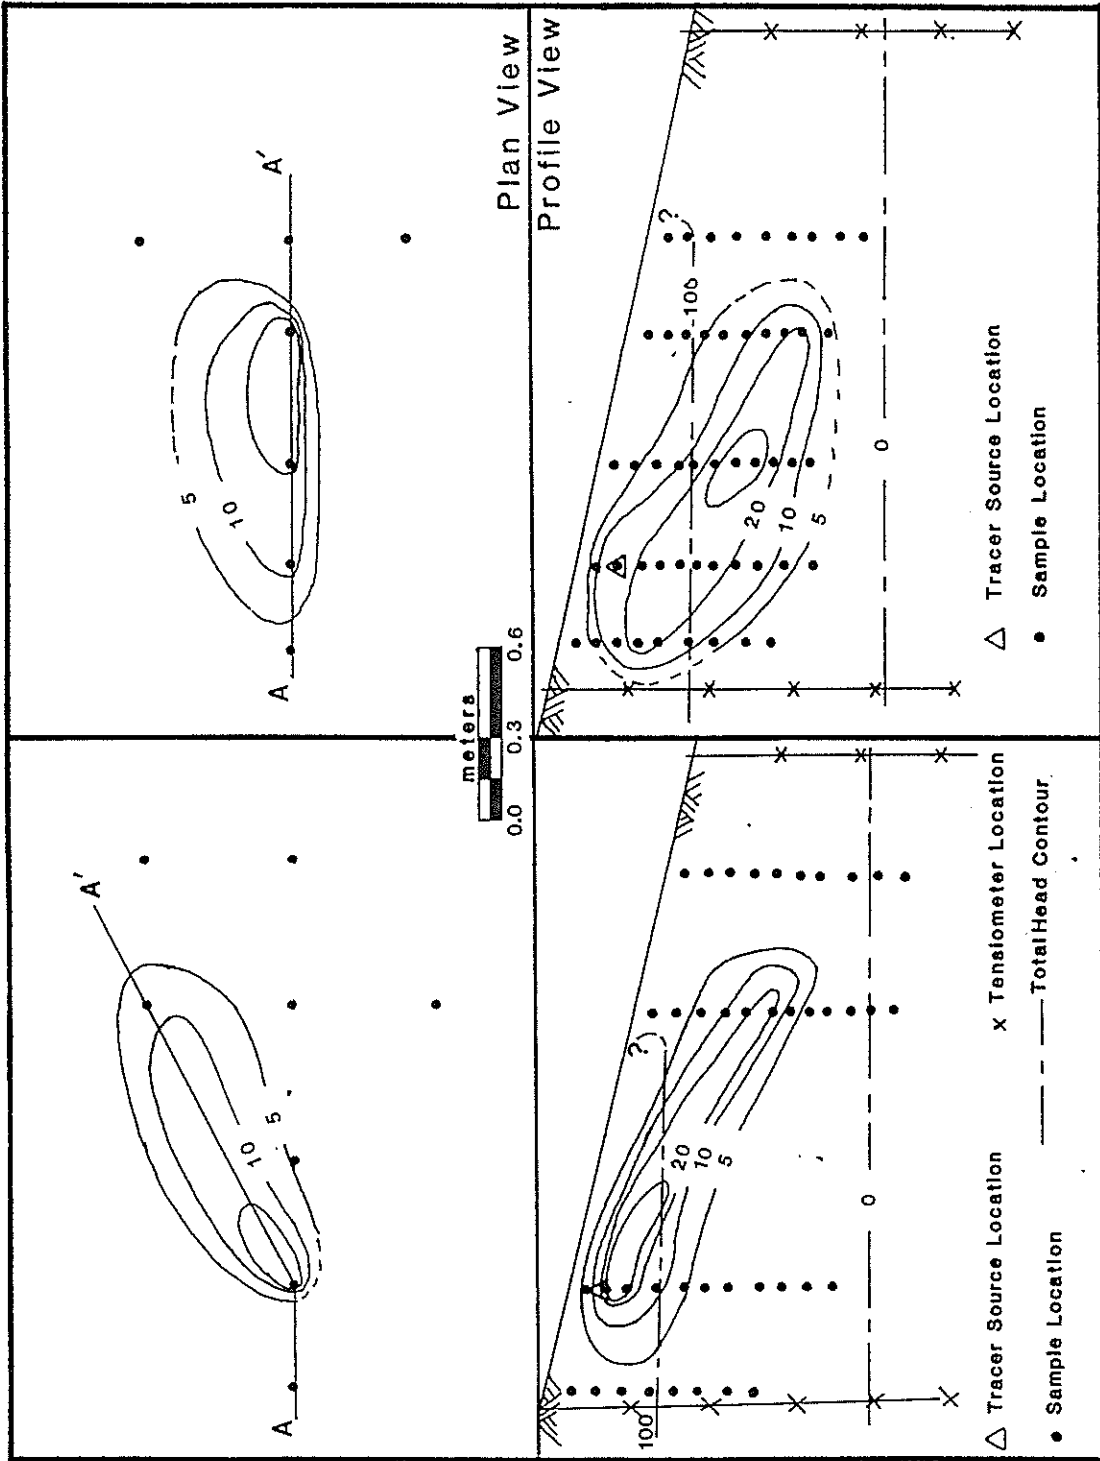 A
A'
5
10
A
A'
5
10
Plan View
Profile View
meters
0.0 0.3 0.6
100
?
20
10
5
0
100
?
20
10
5
0
△ Tracer Source Location
x Tensiometer Location
● Sample Location
Total Head Contour
△ Tracer Source Location
● Sample Location